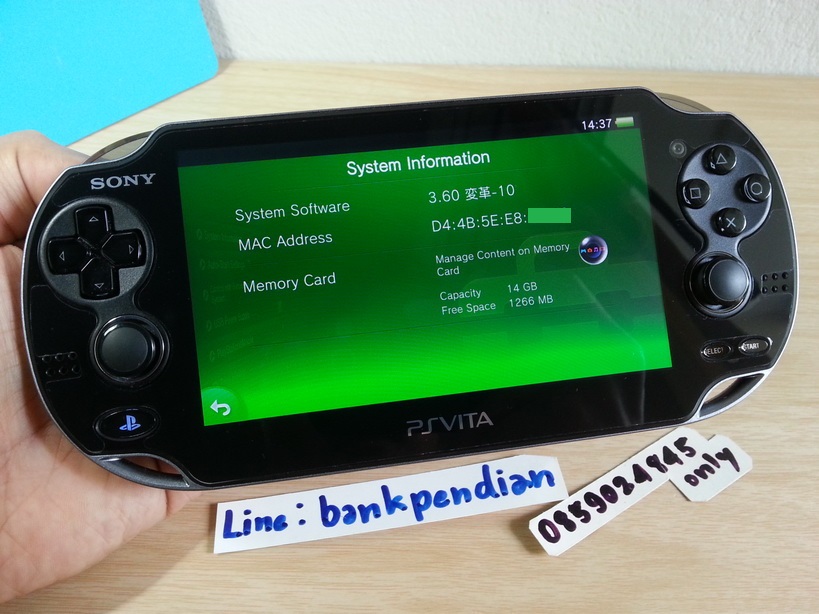 14:37
System Information
SONY
System Software 3.60 変革-10
MAC Address D4:4B:5E:E8:
Manage Content on Memory
Card
Memory Card
Capacity 14 GB
Free Space 1266 MB
SELECT START
PSVITA
Line: bankpendian
0859024945
only